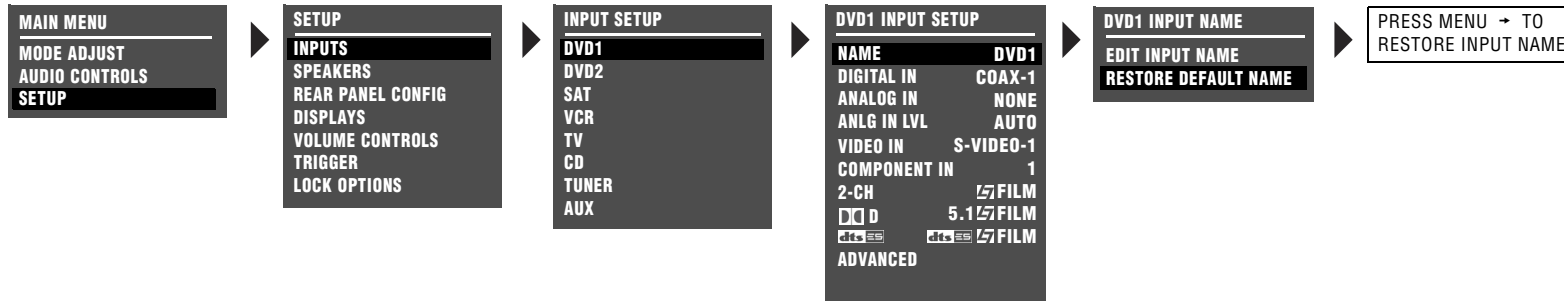 MAIN MENU
MODE ADJUST
AUDIO CONTROLS
SETUP
SETUP
INPUTS
SPEAKERS
REAR PANEL CONFIG
DISPLAYS
VOLUME CONTROLS
TRIGGER
LOCK OPTIONS
INPUT SETUP
DVD1
DVD2
SAT
VCR
TV
CD
TUNER
AUX
DVD1 INPUT SETUP
NAME DVD1
DIGITAL IN COAX-1
ANALOG IN NONE
ANLG IN LVL AUTO
VIDEO IN S-VIDEO-1
COMPONENT IN 1
2-CH L7 FILM
D 5.1 L7 FILM
dts ES dts ES L7 FILM
ADVANCED
DVD1 INPUT NAME
EDIT INPUT NAME
RESTORE DEFAULT NAME
PRESS MENU → TO
RESTORE INPUT NAME